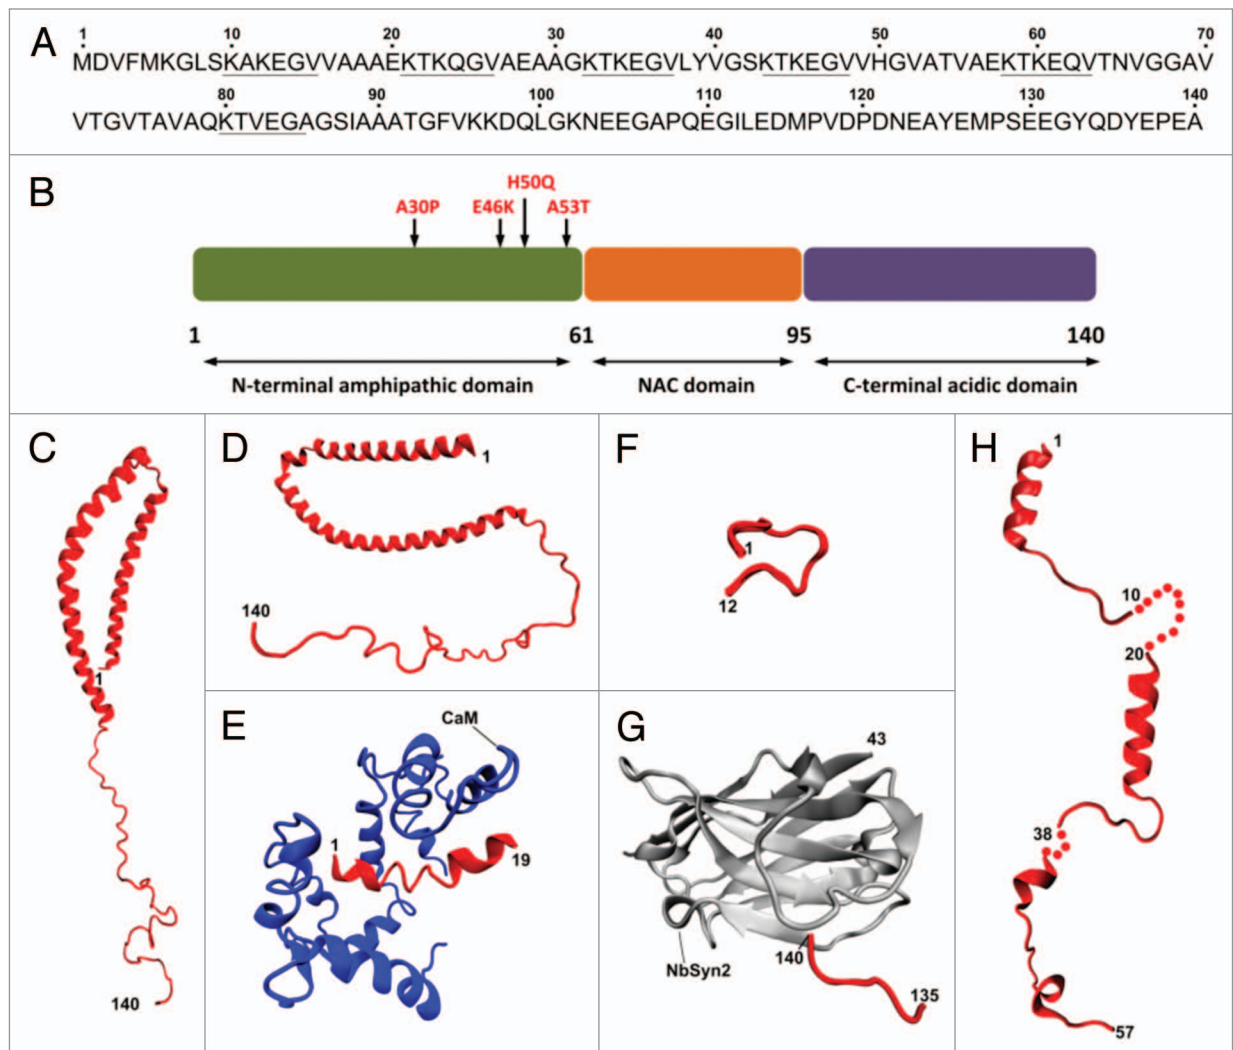 A
1 10 20 30 40 50 60 70
MDVFMKGLSKAKEGVVAAAEKTKQGVAEAAGKTKEGVLYVGSKTKEGVVHGVATVAEKTKEQVTNVGGAV
80 90 100 110 120 130 140
VTGVTAVAQKTVEGAGSIAAATGFVKKDQLGKNEEGAPQEGILEDMPVDPDNEAYEMPSEEGYQDYEPEA
B
H50Q
A30P E46K A53T
1 61 95 140
N-terminal amphipathic domain NAC domain C-terminal acidic domain
C
1
140
D
1
140
E
CaM
1
19
F
1
12
G
43
NbSyn2
140
135
H
1
10
20
38
57